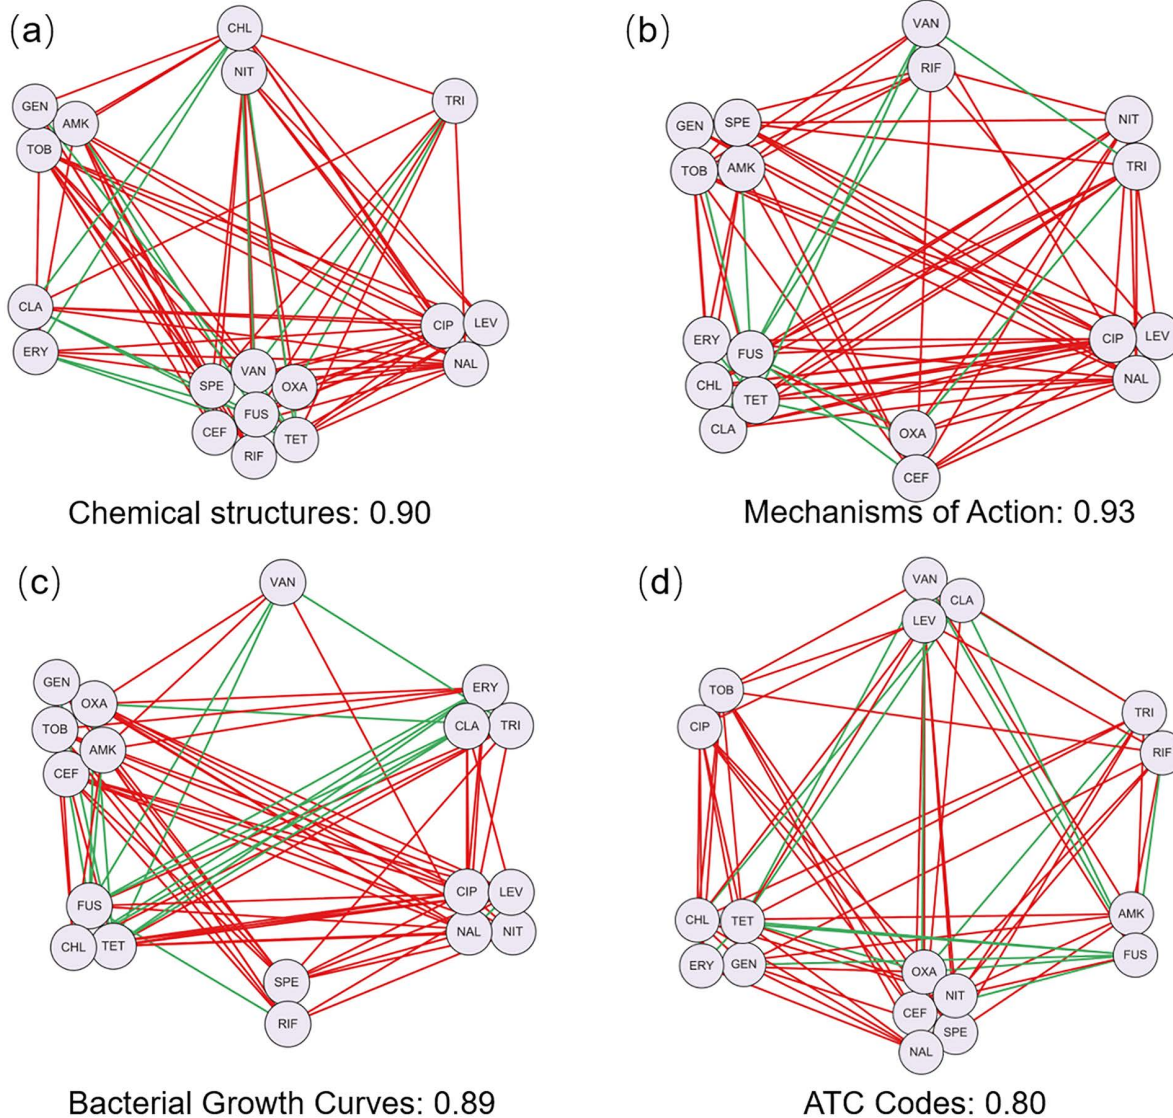 (a)
CHL
NIT
GEN
AMK
TOB
TRI
CLA
ERY
CIP
LEV
NAL
SPE
VAN
OXA
FUS
CEF
TET
RIF
Chemical structures: 0.90
(b)
VAN
RIF
GEN
SPE
TOB
AMK
NIT
TRI
ERY
FUS
CHL
TET
CLA
CIP
LEV
NAL
OXA
CEF
Mechanisms of Action: 0.93
(c)
VAN
GEN
OXA
TOB
AMK
CEF
ERY
CLA
TRI
FUS
CHL
TET
CIP
LEV
NAL
NIT
SPE
RIF
Bacterial Growth Curves: 0.89
(d)
VAN
CLA
LEV
TOB
CIP
TRI
RIF
CHL
TET
ERY
GEN
AMK
FUS
OXA
NIT
CEF
SPE
NAL
ATC Codes: 0.80